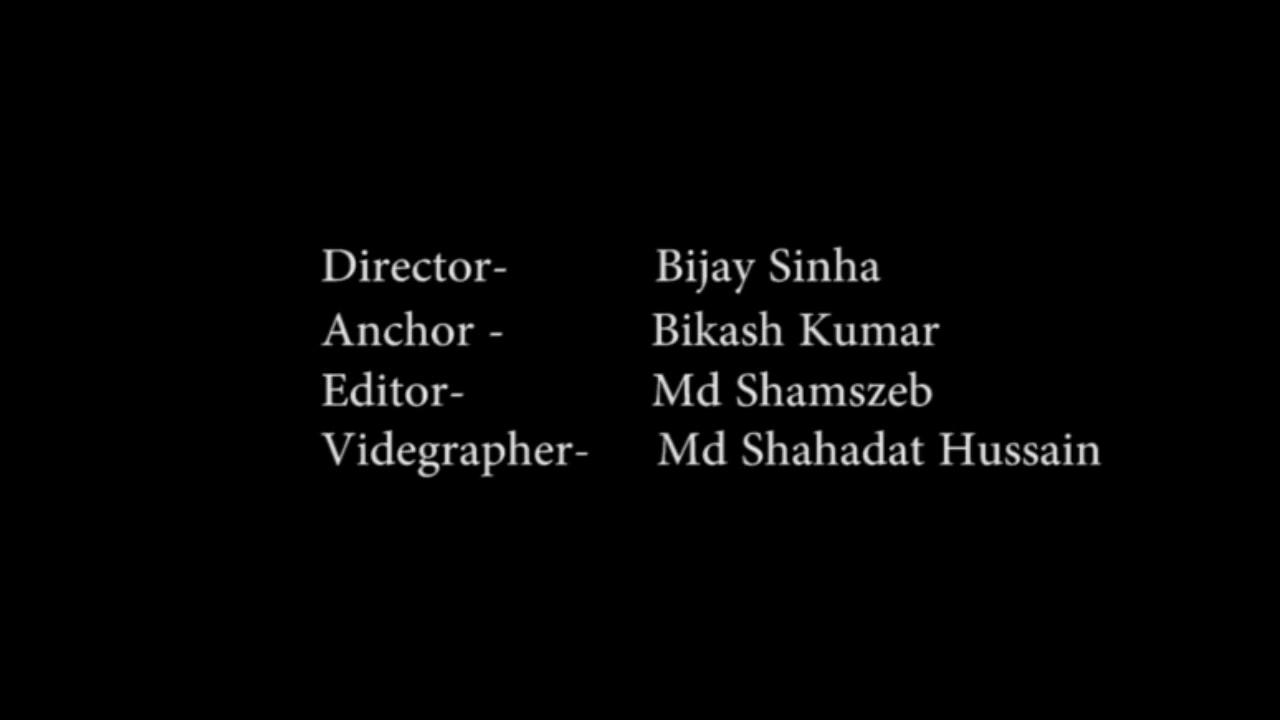 Director- Bijay Sinha
Anchor - Bikash Kumar
Editor- Md Shamszeb
Videgrapher- Md Shahadat Hussain